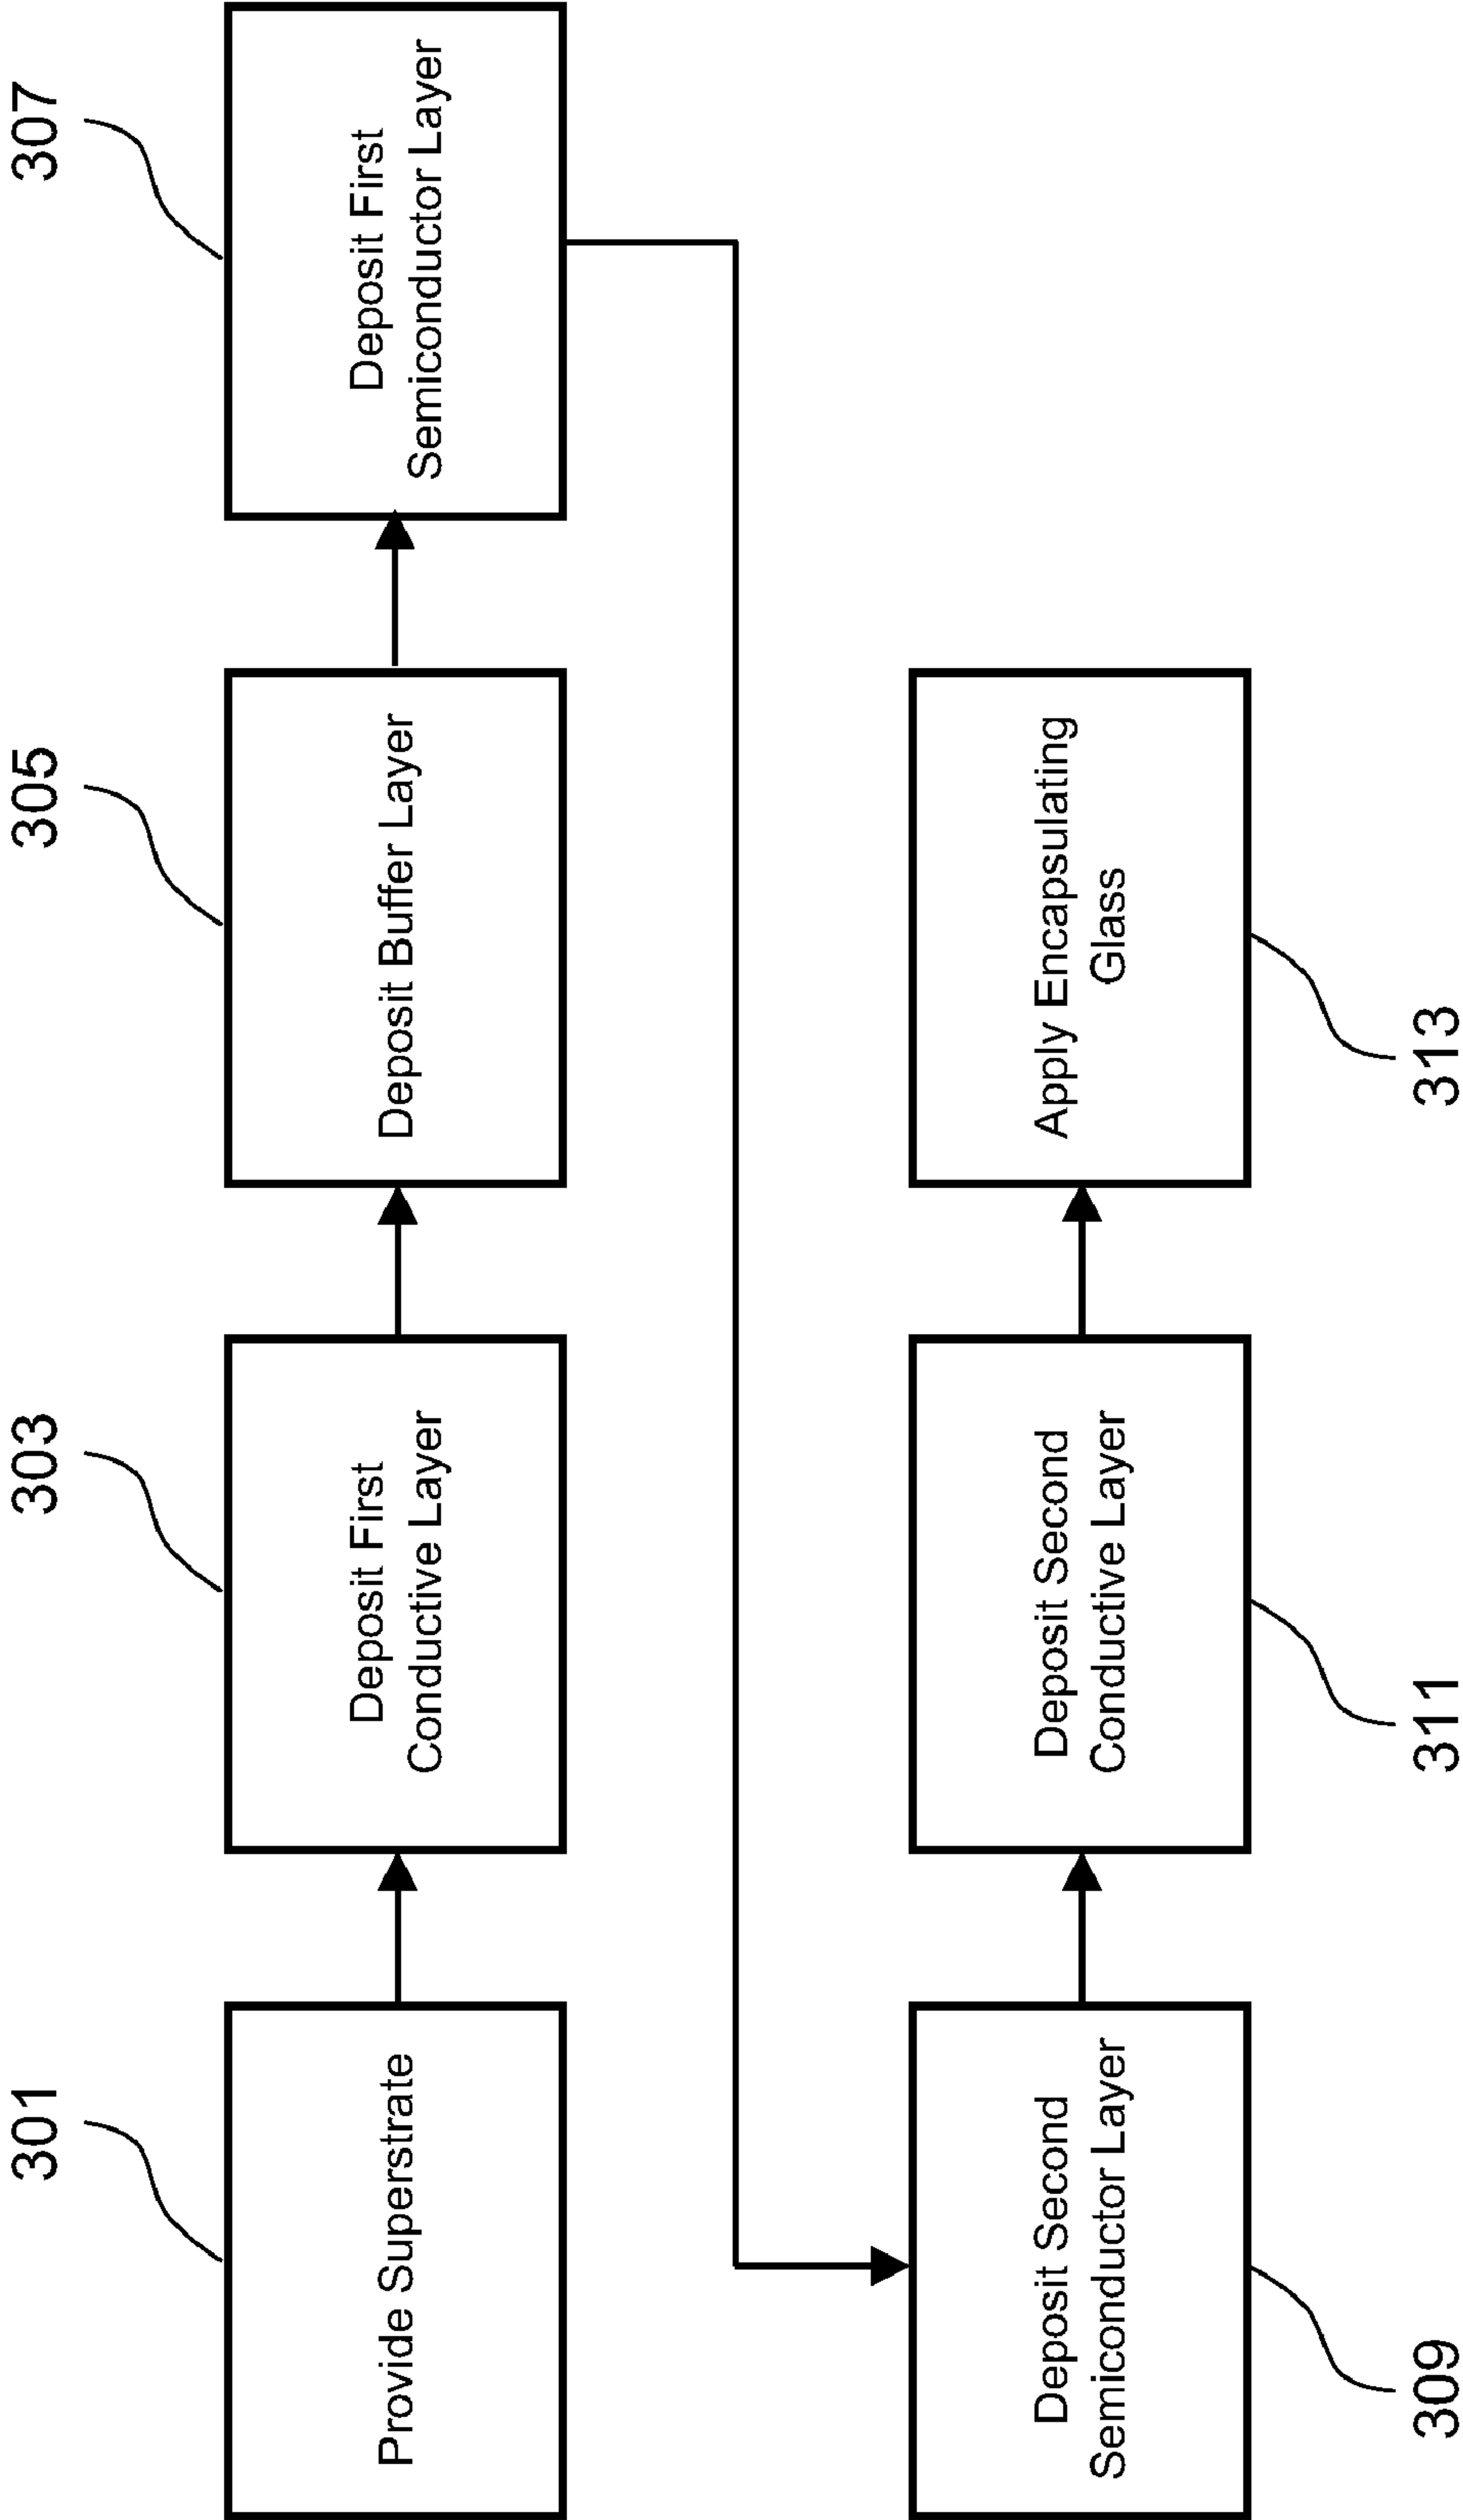 301
303
305
307
Provide Superstrate
Deposit First
Conductive Layer
Deposit Buffer Layer
Deposit First
Semiconductor Layer
Deposit Second
Semiconductor Layer
Deposit Second
Conductive Layer
Apply Encapsulating
Glass
309
311
313